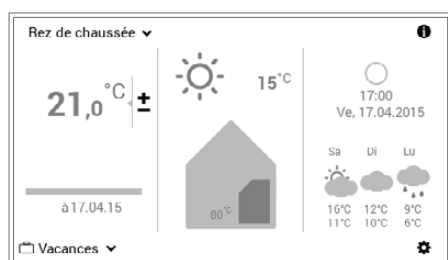 Rez de chaussée
21,0 °C ±
à 17.04.15
Vacances
15°C
80°C
17:00
Ve, 17.04.2015
Sa Di Lu
16°C 12°C 9°C
11°C 10°C 6°C